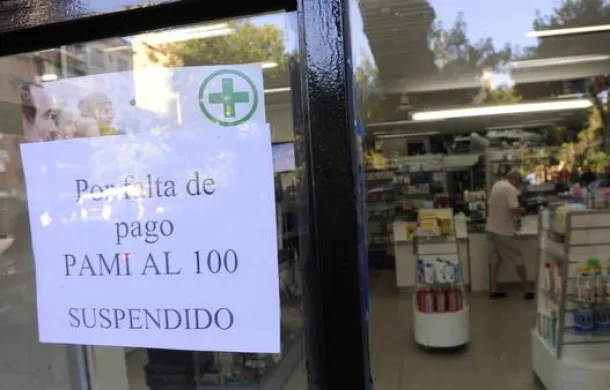 Por falta de
pago
PAMI AL 100
SUSPENDIDO